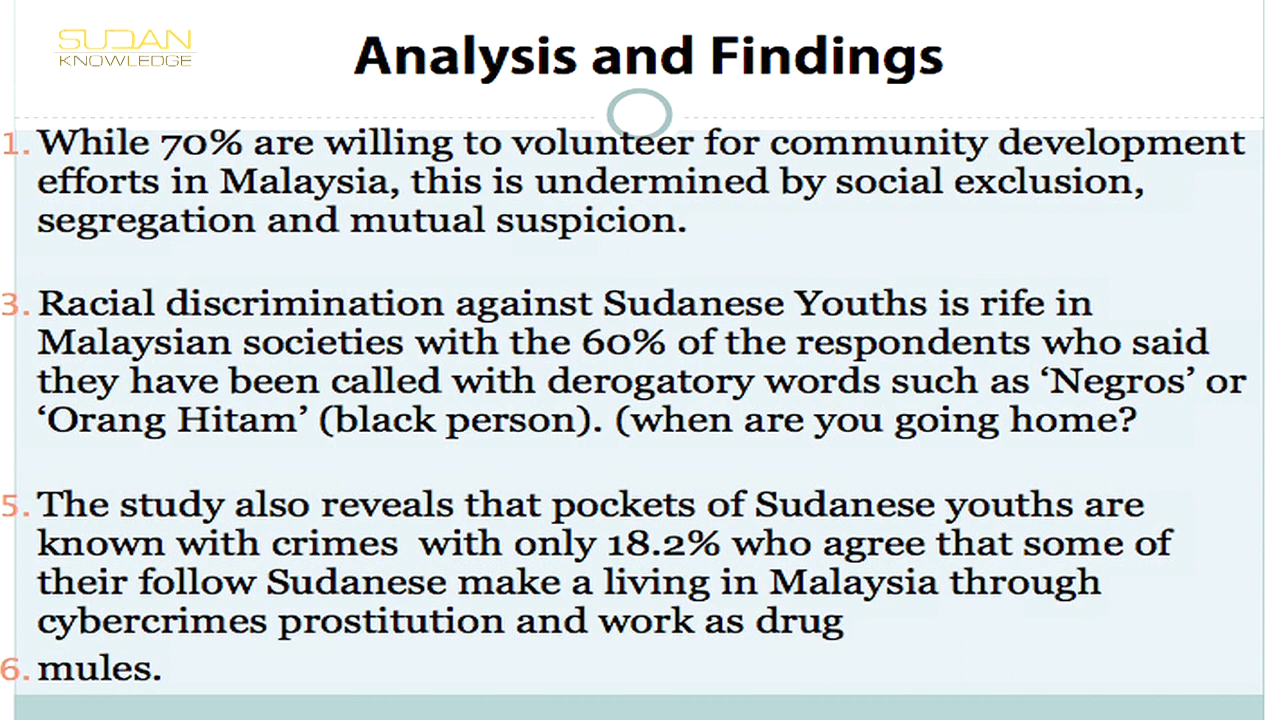 SUDAN
KNOWLEDGE
Analysis and Findings
1. While 70% are willing to volunteer for community development
efforts in Malaysia, this is undermined by social exclusion,
segregation and mutual suspicion.
3. Racial discrimination against Sudanese Youths is rife in
Malaysian societies with the 60% of the respondents who said
they have been called with derogatory words such as ‘Negros’ or
‘Orang Hitam’ (black person). (when are you going home?
5. The study also reveals that pockets of Sudanese youths are
known with crimes  with only 18.2% who agree that some of
their follow Sudanese make a living in Malaysia through
cybercrimes prostitution and work as drug
6. mules.